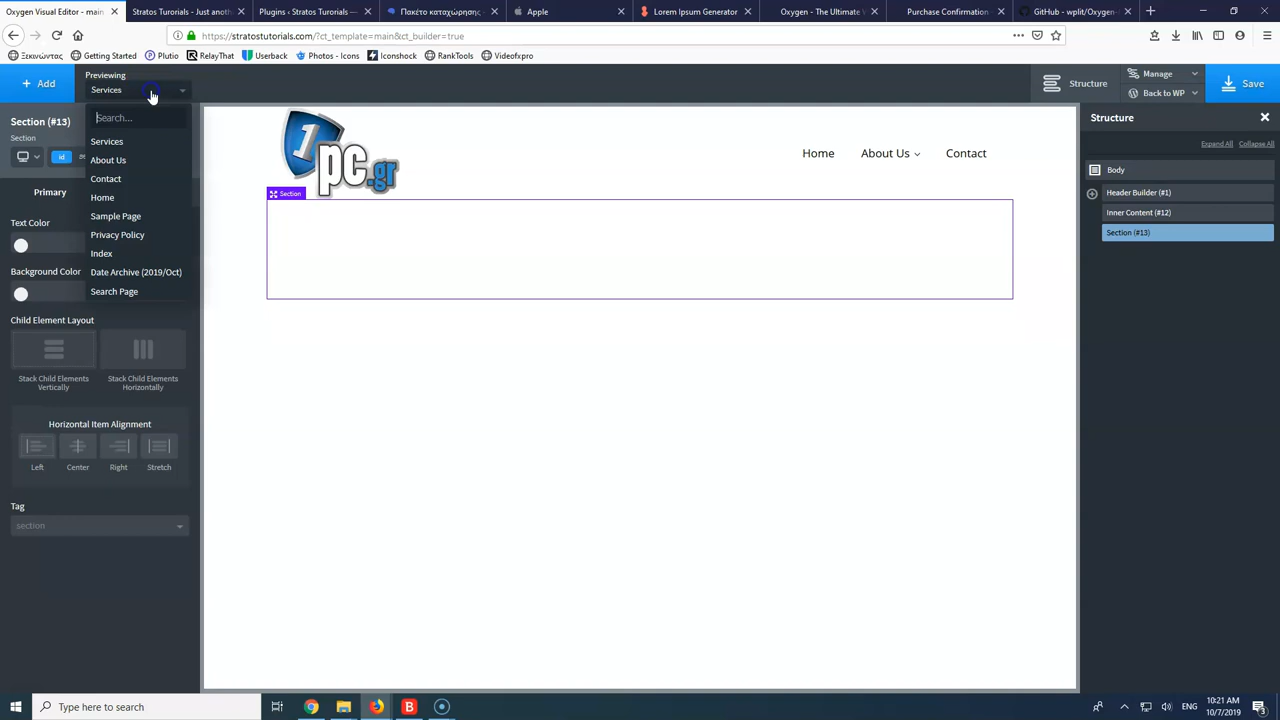 Oxygen Visual Editor - main
Stratos Tutorials - Just anoth
Plugins ‹ Stratos Tutorials —
Πακέτο καταχώρησης -
Apple
Lorem Ipsum Generator
Oxygen - The Ultimate V
Purchase Confirmation
GitHub - wplit/Oxygen-
https://stratostutorials.com/?ct_template=main&ct_builder=true
Ξεκινώντας
Getting Started
Plutio
RelayThat
Userback
Photos - Icons
Iconshock
RankTools
Videofxpro
+ Add
Previewing
Services
Structure
Manage
Back to WP
Save
Section (#13)
Section
id
Primary
Text Color
Background Color
Search...
Services
About Us
Contact
Home
Sample Page
Privacy Policy
Index
Date Archive (2019/Oct)
Search Page
Child Element Layout
Stack Child Elements
Vertically
Stack Child Elements
Horizontally
Horizontal Item Alignment
Left
Center
Right
Stretch
Tag
section
1pc.gr
Home
About Us
Contact
Section
Structure
Expand All
Collapse All
Body
Header Builder (#1)
Inner Content (#12)
Section (#13)
Type here to search
B
ENG
10:21 AM
10/7/2019
3